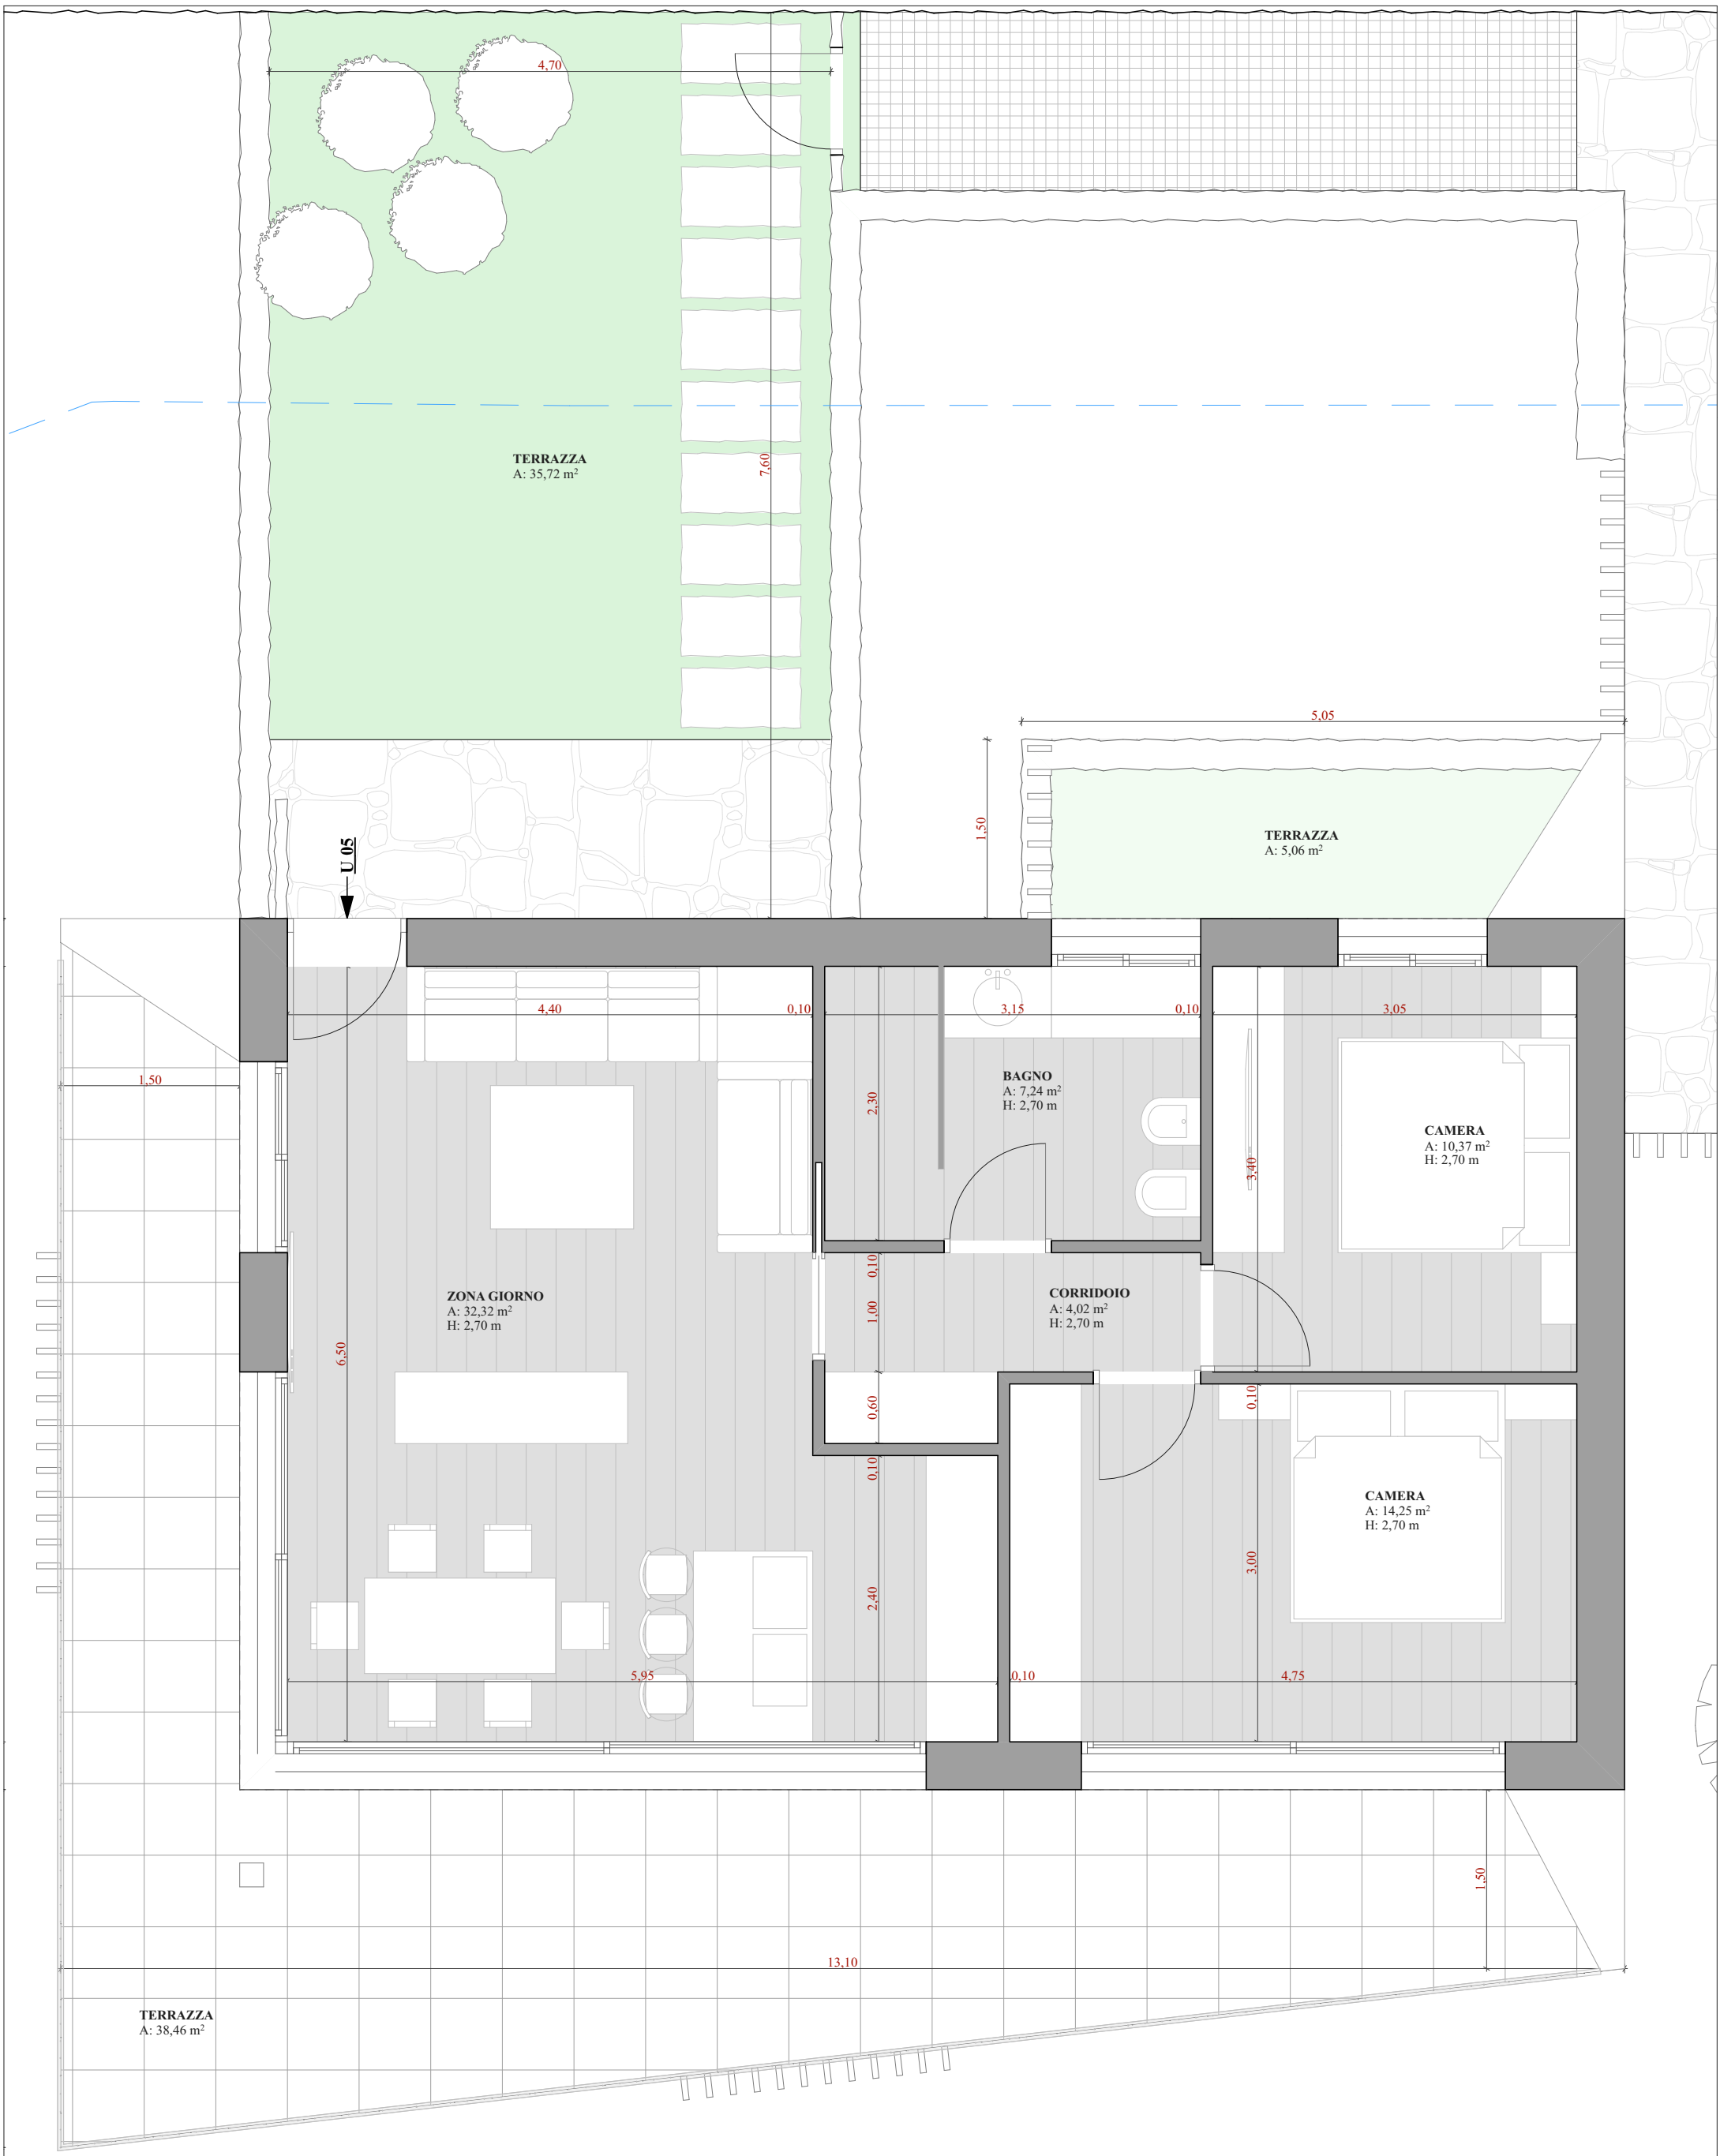 4,70
TERRAZZA
A: 35,72 m²
7,60
5,05
1,50
TERRAZZA
A: 5,06 m²
U 05
4,40
0,10
3,15
0,10
3,05
1,50
2,30
BAGNO
A: 7,24 m²
H: 2,70 m
3,40
CAMERA
A: 10,37 m²
H: 2,70 m
0,10
1,00
ZONA GIORNO
A: 32,32 m²
H: 2,70 m
CORRIDOIO
A: 4,02 m²
H: 2,70 m
6,50
0,60
0,10
0,10
CAMERA
A: 14,25 m²
H: 2,70 m
3,00
2,40
5,95
0,10
4,75
1,50
13,10
TERRAZZA
A: 38,46 m²